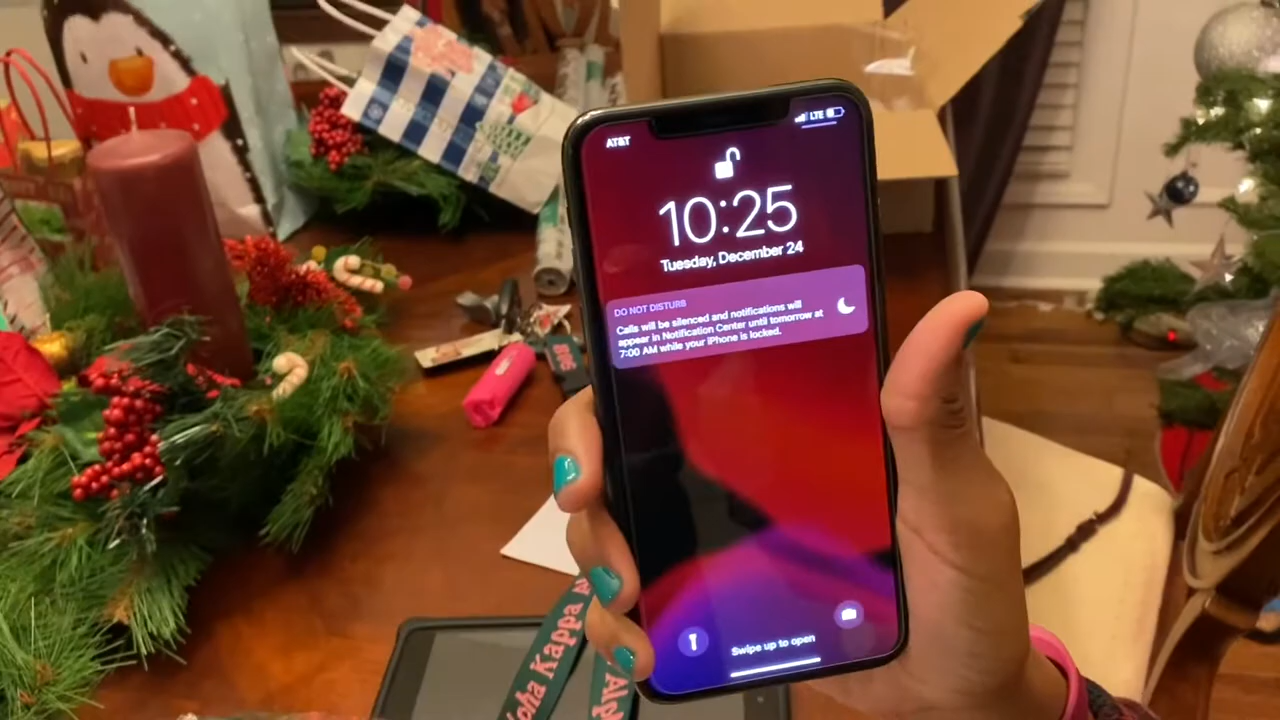 AT&T
LTE
10:25
Tuesday, December 24
DO NOT DISTURB
Calls will be silenced and notifications will
appear in Notification Center until tomorrow at
7:00 AM while your iPhone is locked.
Swipe up to open
Kappa